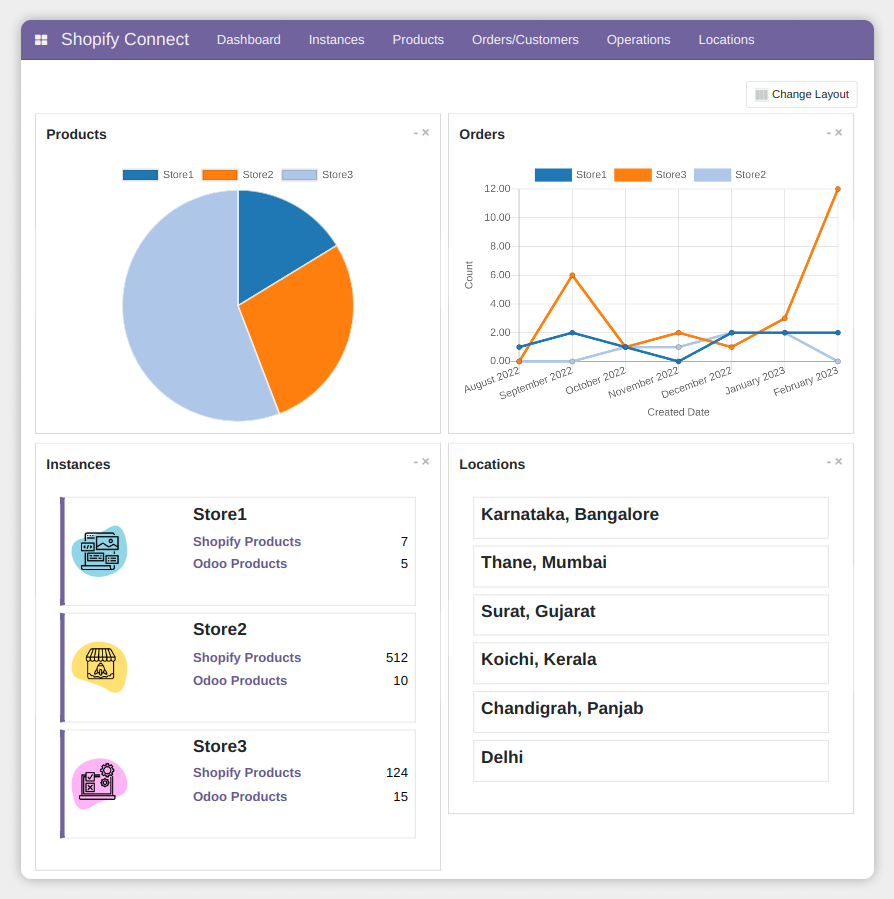 Shopify Connect Dashboard Instances Products Orders/Customers Operations Locations
Change Layout
Products - ×
Store1 Store2 Store3
Orders - ×
Store1 Store3 Store2
12.00
10.00
8.00
6.00
4.00
2.00
0.00
Count
August 2022 September 2022 October 2022 November 2022 December 2022 January 2023 February 2023
Created Date
Instances - ×
Store1
Shopify Products 7
Odoo Products 5
Store2
Shopify Products 512
Odoo Products 10
Store3
Shopify Products 124
Odoo Products 15
Locations - ×
Karnataka, Bangalore
Thane, Mumbai
Surat, Gujarat
Koichi, Kerala
Chandigrah, Panjab
Delhi